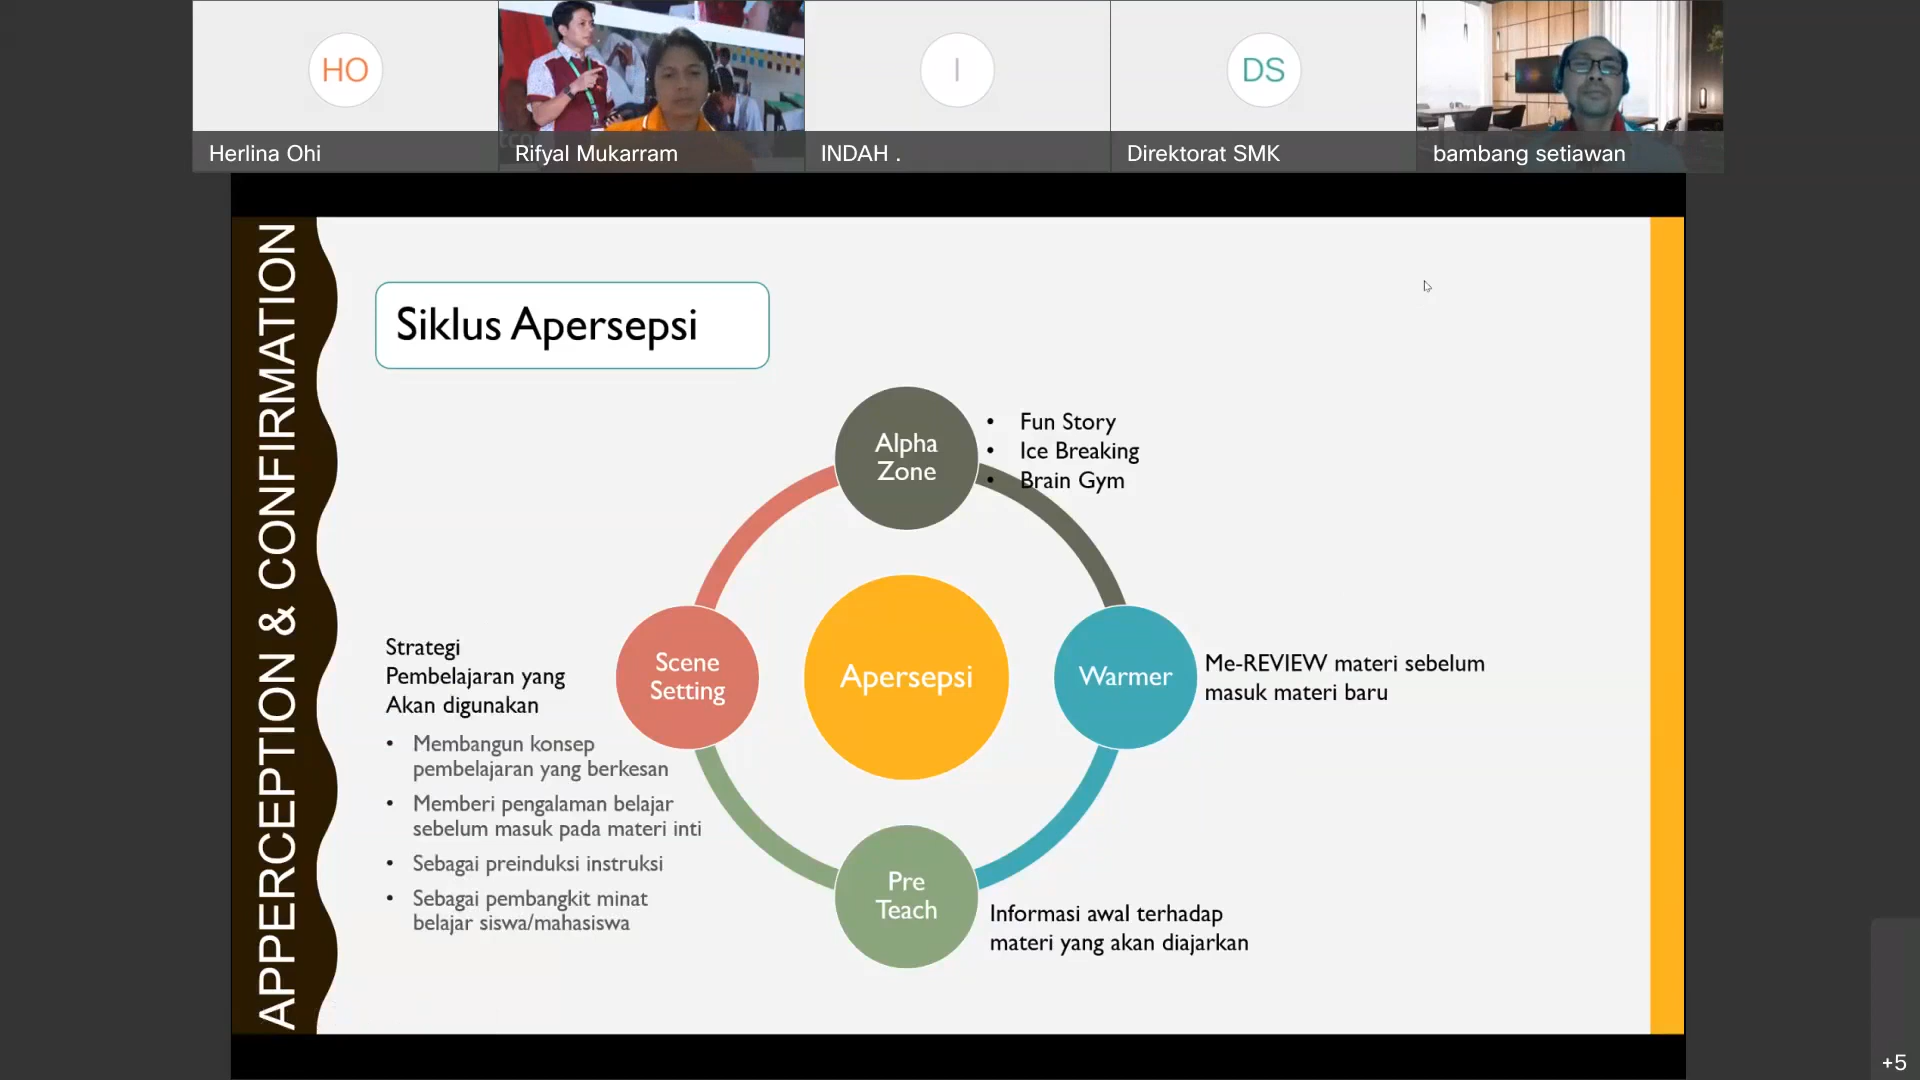 HO
I
DS
Herlina Ohi
Rifyal Mukarram
INDAH .
Direktorat SMK
bambang setiawan
APPERCEPTION & CONFIRMATION
Siklus Apersepsi
Alpha
Zone
• Fun Story
• Ice Breaking
• Brain Gym
Scene
Setting
Apersepsi
Warmer
Me-REVIEW materi sebelum
masuk materi baru
Strategi
Pembelajaran yang
Akan digunakan
• Membangun konsep
pembelajaran yang berkesan
• Memberi pengalaman belajar
sebelum masuk pada materi inti
• Sebagai preinduksi instruksi
• Sebagai pembangkit minat
belajar siswa/mahasiswa
Pre
Teach
Informasi awal terhadap
materi yang akan diajarkan
+5